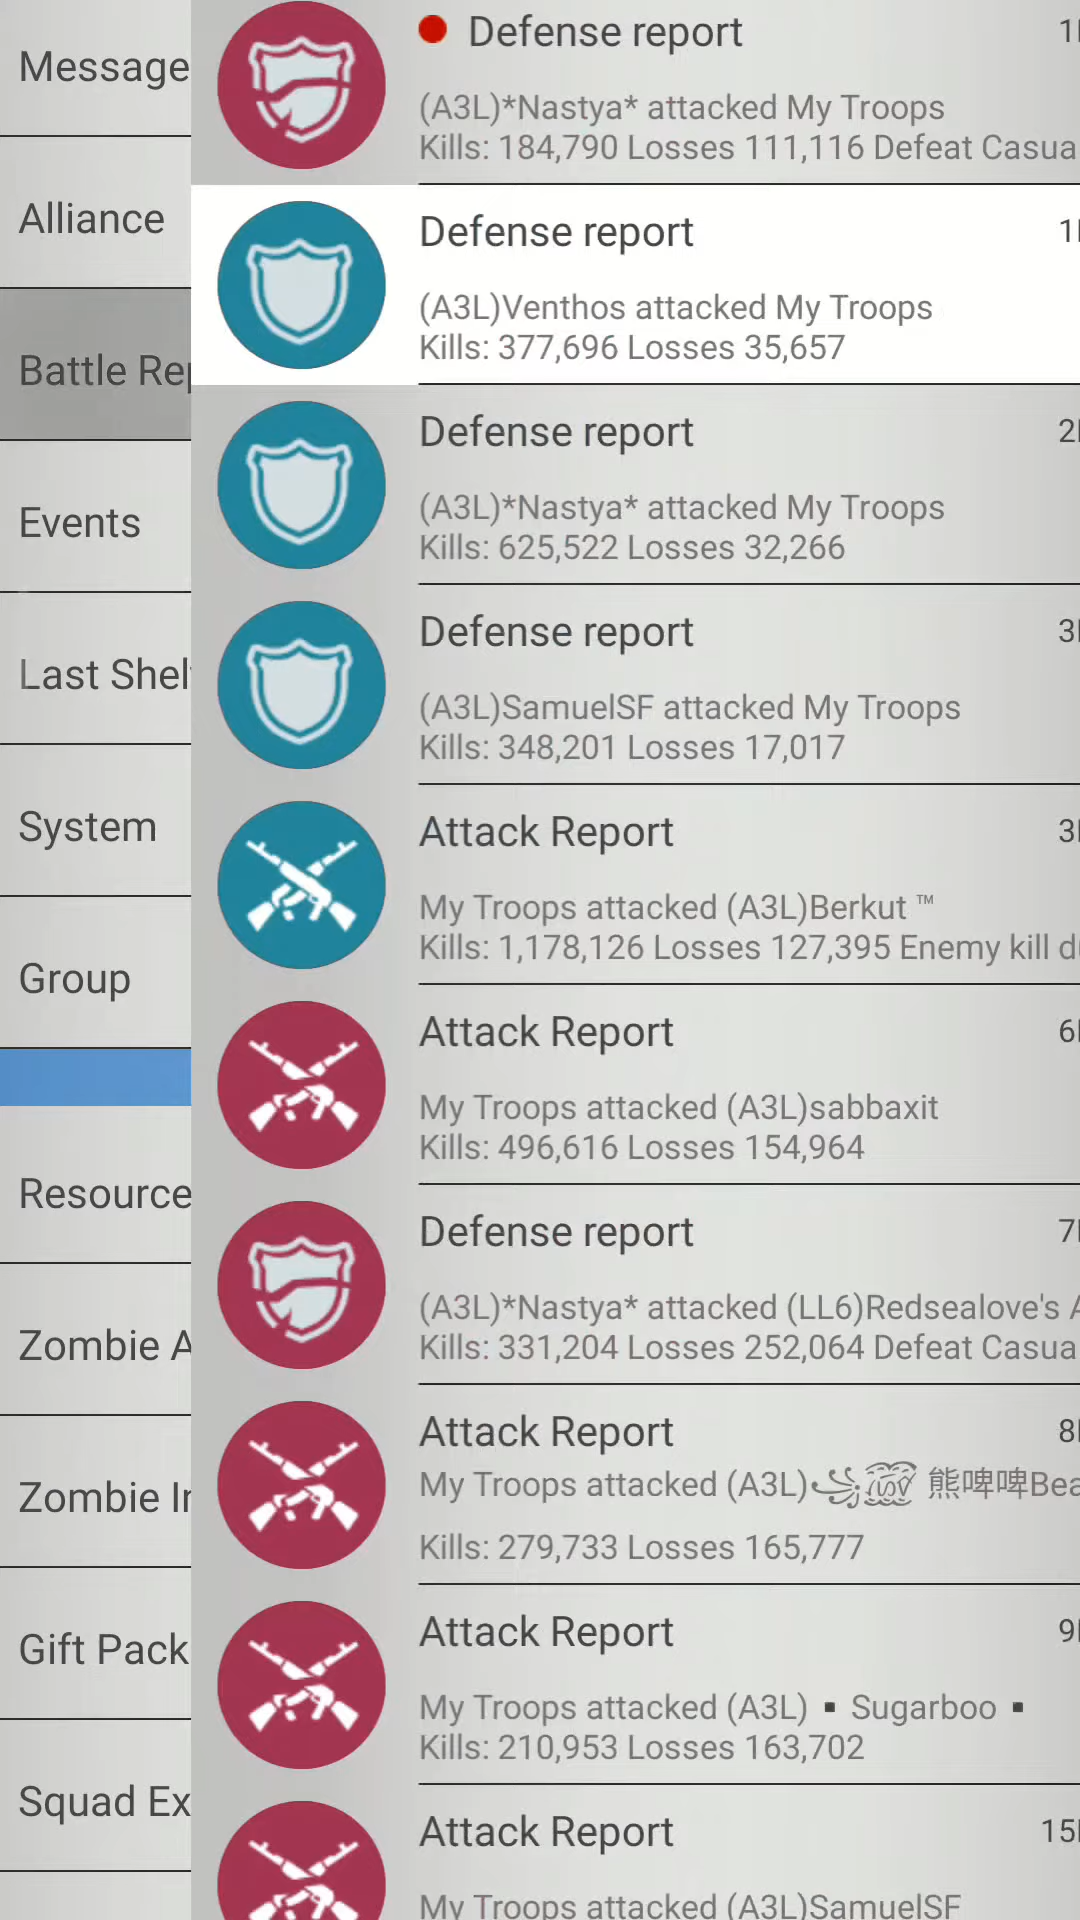 Message
Alliance
Battle Rep
Events
Last Shel
System
Group
Resource
Zombie A
Zombie Ir
Gift Pack
Squad Ex
Defense report
(A3L)*Nastya* attacked My Troops
Kills: 184,790 Losses 111,116 Defeat Casua
Defense report
(A3L)Venthos attacked My Troops
Kills: 377,696 Losses 35,657
Defense report
(A3L)*Nastya* attacked My Troops
Kills: 625,522 Losses 32,266
Defense report
(A3L)SamuelSF attacked My Troops
Kills: 348,201 Losses 17,017
Attack Report
My Troops attacked (A3L)Berkut ™
Kills: 1,178,126 Losses 127,395 Enemy kill d
Attack Report
My Troops attacked (A3L)sabbaxit
Kills: 496,616 Losses 154,964
Defense report
(A3L)*Nastya* attacked (LL6)Redsealove's A
Kills: 331,204 Losses 252,064 Defeat Casua
Attack Report
My Troops attacked (A3L) 熊啤啤Bea
Kills: 279,733 Losses 165,777
Attack Report
My Troops attacked (A3L) ▪ Sugarboo ▪
Kills: 210,953 Losses 163,702
Attack Report
My Troops attacked (A3L)SamuelSF